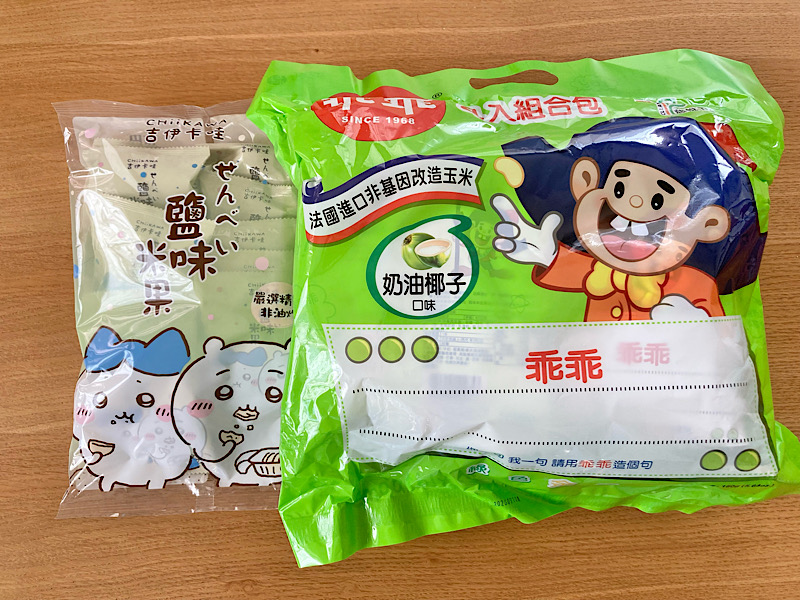 CHiiKAWA
吉伊卡哇
せんべい
鹽味
米果
嚴選精
非油
乖乖
SINCE 1968
入組合包
法國進口非基因改造玉米
奶油椰子
口味
乖乖
乖乖
句 我一句 請用乖乖造個句